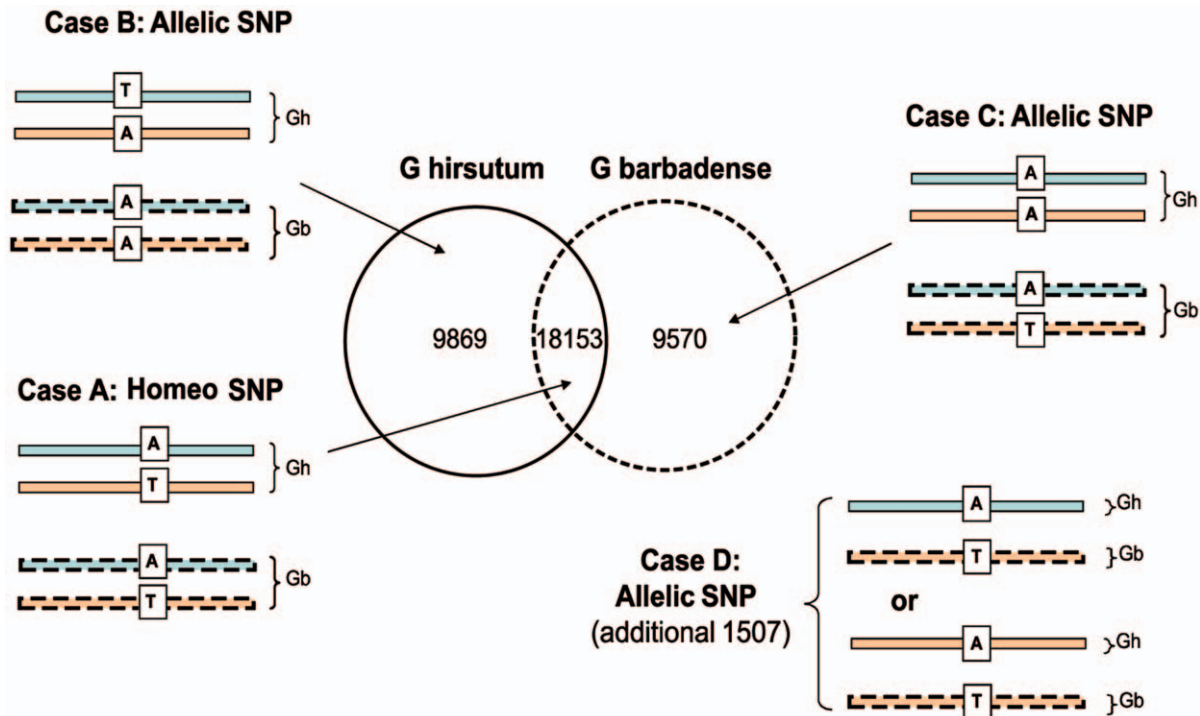 Case B: Allelic SNP
T
A
Gh
A
A
Gb
G hirsutum
G barbadense
9869
18153
9570
Case C: Allelic SNP
A
A
Gh
A
T
Gb
Case A: Homeo SNP
A
T
Gh
A
T
Gb
Case D:
Allelic SNP
(additional 1507)
A
Gh
T
Gb
or
A
Gh
T
Gb